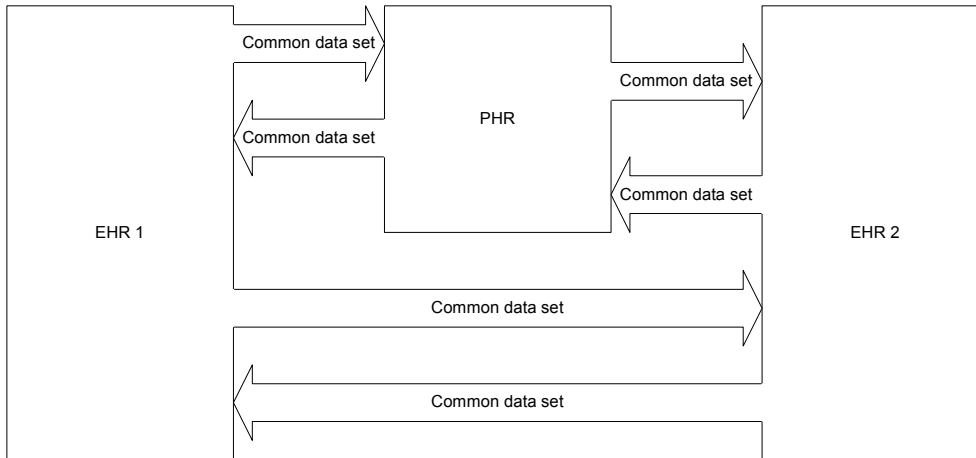 Common data set
Common data set
PHR
Common data set
Common data set
EHR 1
EHR 2
Common data set
Common data set